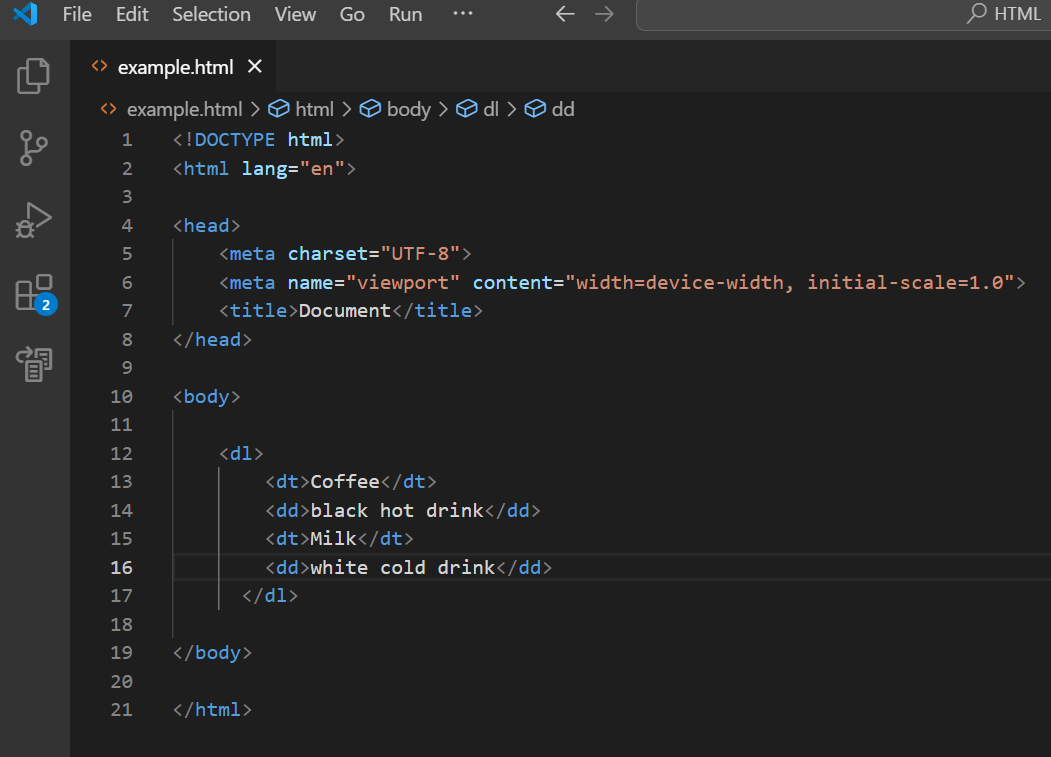 File Edit Selection View Go Run ··· HTML
example.html
example.html > html > body > dl > dd
1 <!DOCTYPE html>
2 <html lang="en">
3
4 <head>
5     <meta charset="UTF-8">
6     <meta name="viewport" content="width=device-width, initial-scale=1.0">
7     <title>Document</title>
8 </head>
9
10 <body>
11
12     <dl>
13         <dt>Coffee</dt>
14         <dd>black hot drink</dd>
15         <dt>Milk</dt>
16         <dd>white cold drink</dd>
17       </dl>
18
19 </body>
20
21 </html>
2